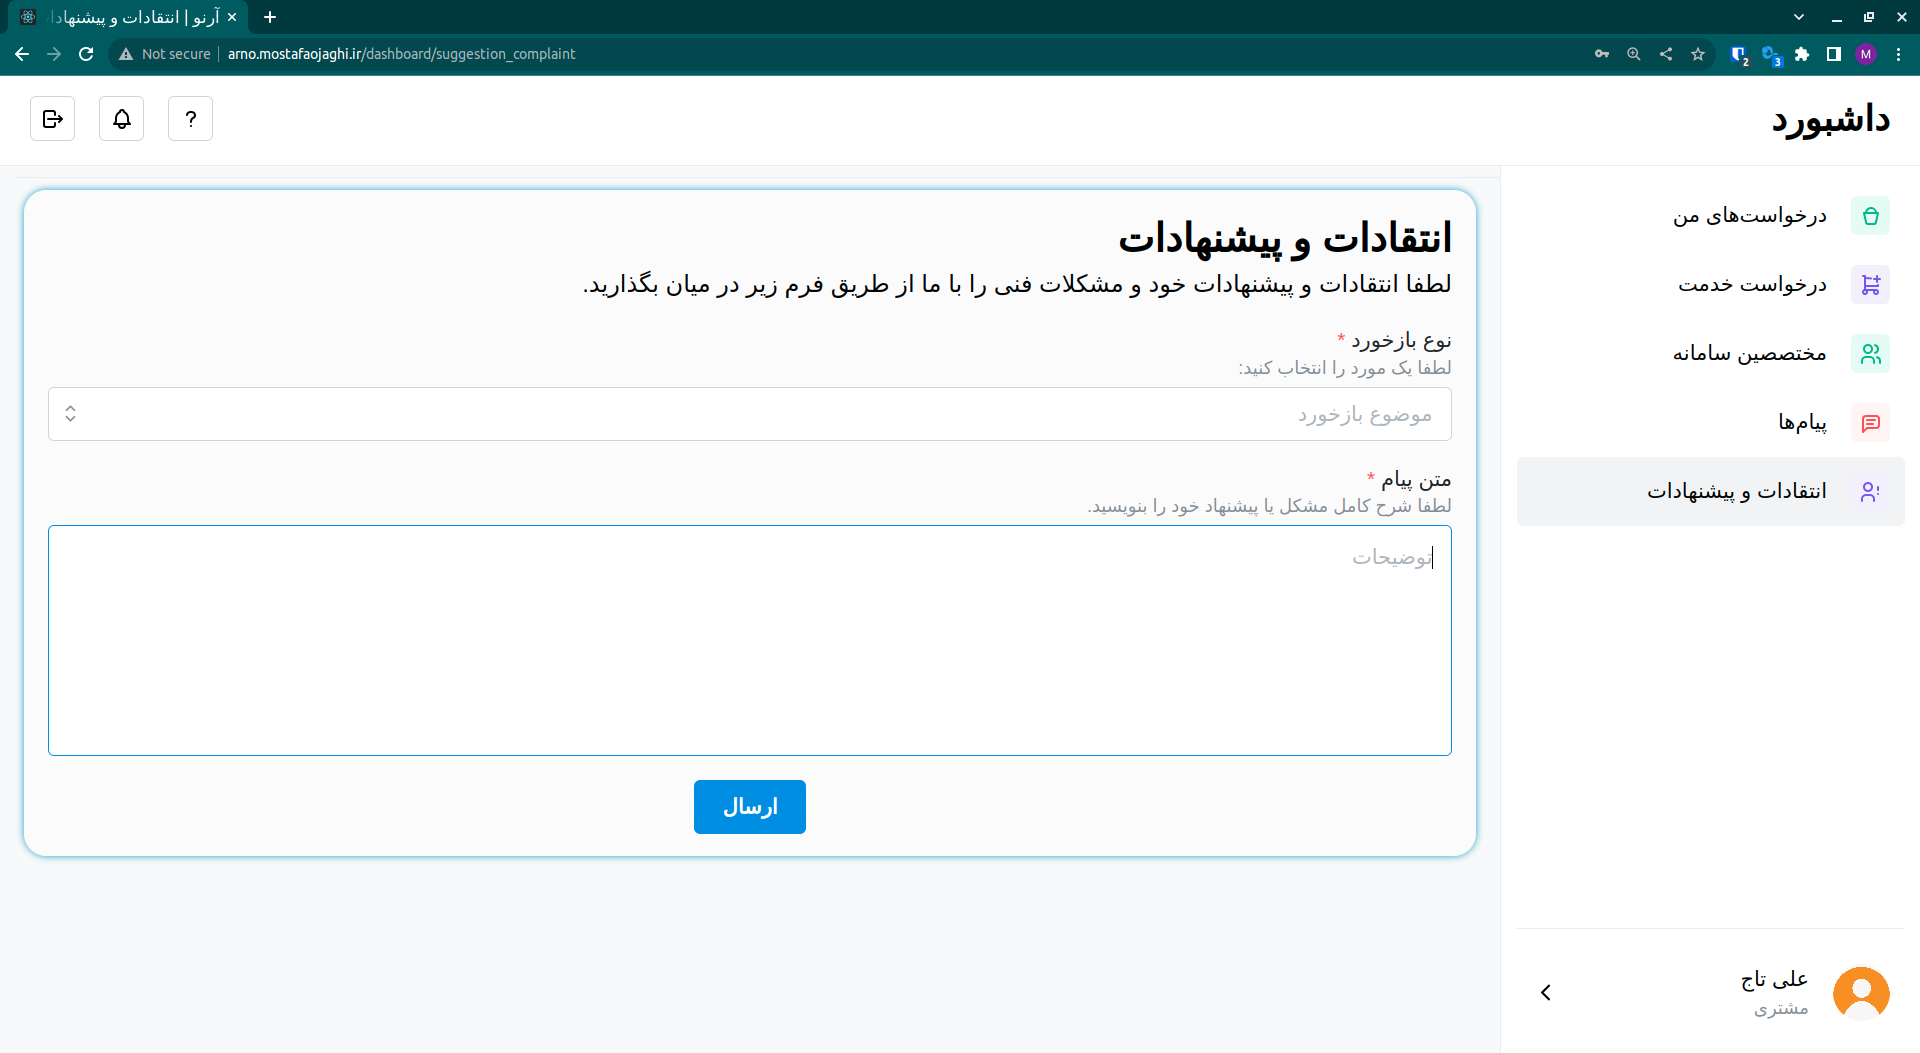 آرنو | انتقادات و پیشنهادا
Not secure
arno.mostafaojaghi.ir/dashboard/suggestion_complaint
2
3
M
داشبورد
?
درخواست‌های من
درخواست خدمت
مختصصین سامانه
پیام‌ها
انتقادات و پیشنهادات
انتقادات و پیشنهادات
لطفا انتقادات و پیشنهادات خود و مشکلات فنی را با ما از طریق فرم زیر در میان بگذارید.
نوع بازخورد *
لطفا یک مورد را انتخاب کنید:
موضوع بازخورد
متن پیام *
لطفا شرح کامل مشکل یا پیشنهاد خود را بنویسید.
توضیحات
ارسال
علی تاج
مشتری